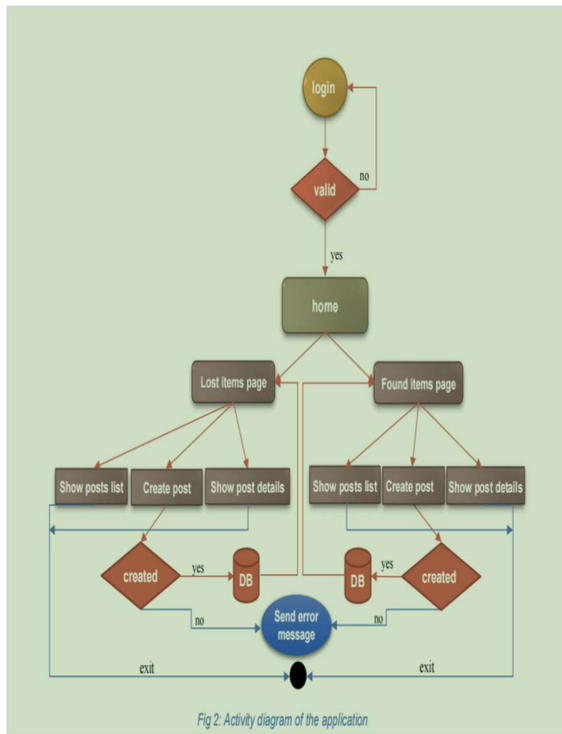 login
no
valid
yes
home
Lost items page
Found items page
Show posts list
Create post
Show post details
Show posts list
Create post
Show post details
created
yes
DB
DB
yes
created
no
Send error
message
no
exit
exit
Fig 2: Activity diagram of the application